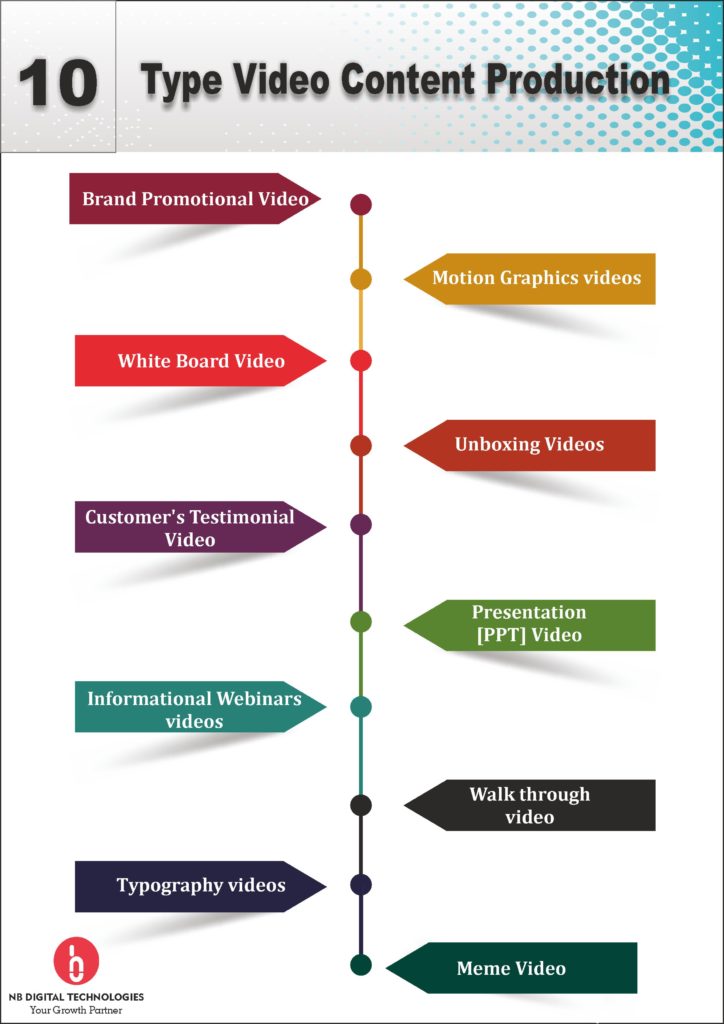 10 Type Video Content Production
Brand Promotional Video
Motion Graphics videos
White Board Video
Unboxing Videos
Customer's Testimonial
Video
Presentation
[PPT] Video
Informational Webinars
videos
Walk through
video
Typography videos
Meme Video
NB DIGITAL TECHNOLOGIES
Your Growth Partner